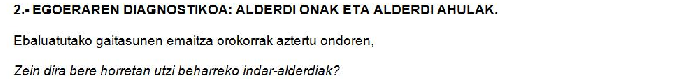 2.- EGOERAREN DIAGNOSTIKOA: ALDERDI ONAK ETA ALDERDI AHULAK.
Ebaluatutako gaitasunen emaitza orokorrak aztertu ondoren,
Zein dira bere horretan utzi beharreko indar-alderdiak?